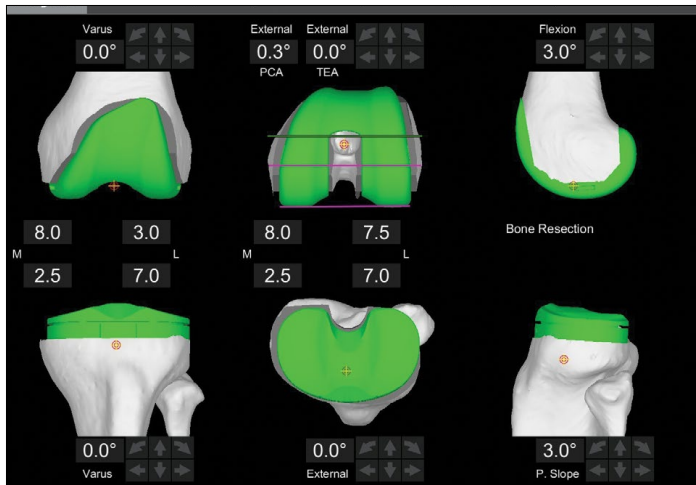 Varus
0.0°
External External
0.3° 0.0°
PCA TEA
Flexion
3.0°
8.0 3.0
M L
2.5 7.0
8.0 7.5
M L
2.5 7.0
Bone Resection
0.0°
Varus
0.0°
External
3.0°
P. Slope